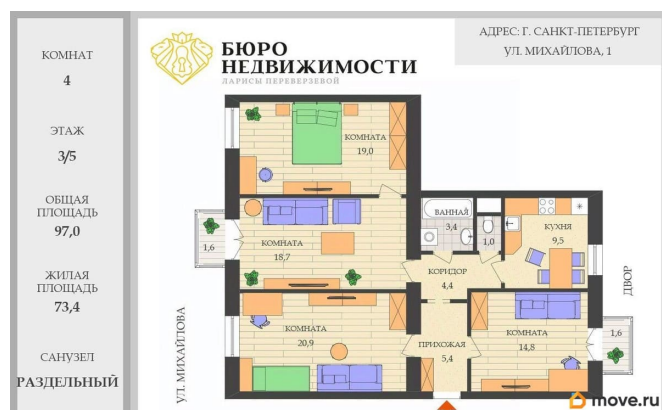 КОМНАТ
4
ЭТАЖ
3/5
ОБЩАЯ
ПЛОЩАДЬ
97,0
ЖИЛАЯ
ПЛОЩАДЬ
73,4
САНУЗЕЛ
РАЗДЕЛЬНЫЙ
БЮРО
НЕДВИЖИМОСТИ
ЛАРИСЫ ПЕРЕВЕРЗЕВОЙ
АДРЕС: Г. САНКТ-ПЕТЕРБУРГ
УЛ. МИХАЙЛОВА, 1
КОМНАТА
19,0
1,6
КОМНАТА
18,7
ВАННАЯ
3,4
1,0
КУХНЯ
9,5
КОРИДОР
4,4
КОМНАТА
20,9
ПРИХОЖАЯ
5,4
КОМНАТА
14,8
1,6
УЛ. МИХАЙЛОВА
ДВОР
move.ru